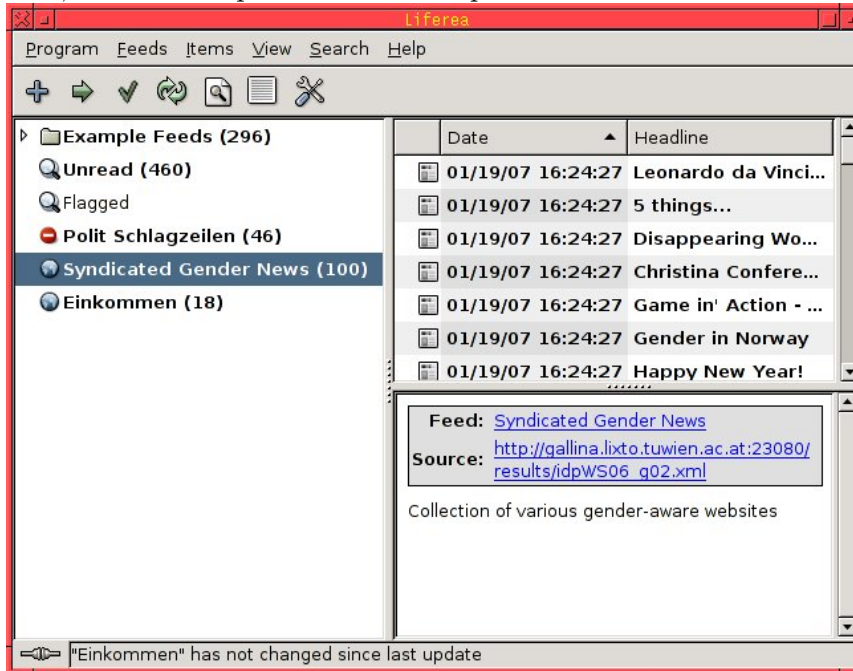 Liferea
Program Feeds Items View Search Help
Example Feeds (296)
Unread (460)
Flagged
Polit Schlagzeilen (46)
Syndicated Gender News (100)
Einkommen (18)
Date Headline
01/19/07 16:24:27 Leonardo da Vinci...
01/19/07 16:24:27 5 things...
01/19/07 16:24:27 Disappearing Wo...
01/19/07 16:24:27 Christina Confere...
01/19/07 16:24:27 Game in' Action - ...
01/19/07 16:24:27 Gender in Norway
01/19/07 16:24:27 Happy New Year!
Feed: Syndicated Gender News
Source: http://gallina.lixto.tuwien.ac.at:23080/
results/idpWS06_g02.xml
Collection of various gender-aware websites
"Einkommen" has not changed since last update